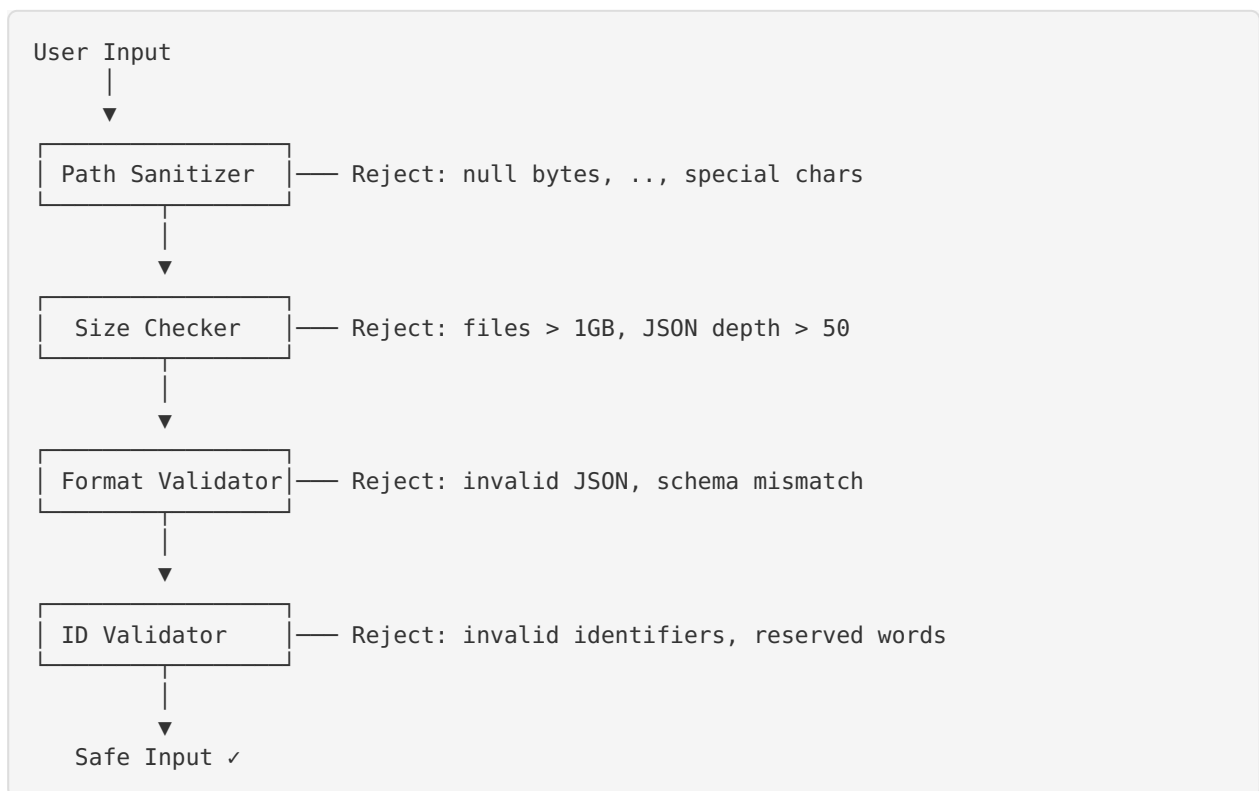 User Input
Path Sanitizer ─── Reject: null bytes, .., special chars
Size Checker ─── Reject: files > 1GB, JSON depth > 50
Format Validator ─── Reject: invalid JSON, schema mismatch
ID Validator ─── Reject: invalid identifiers, reserved words
Safe Input ✓